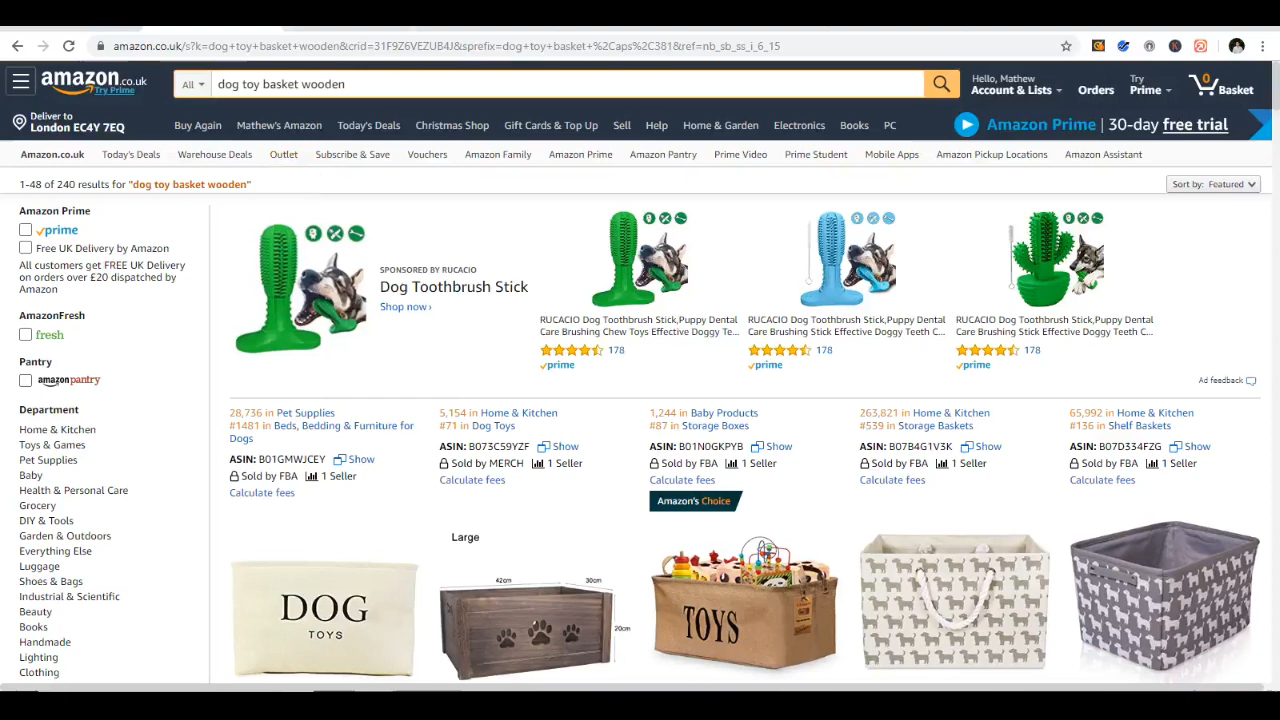 amazon.co.uk/s?k=dog+toy+basket+wooden&crid=31F9Z6VEZUB4J&sprefix=dog+toy+basket+%2Caps%2C381&ref=nb_sb_ss_i_6_15
amazon.co.uk
Try Prime
All
dog toy basket wooden
Hello, Mathew
Account & Lists
Orders
Try
Prime
0
Basket
Deliver to
London EC4Y 7EQ
Buy Again
Mathew's Amazon
Today's Deals
Christmas Shop
Gift Cards & Top Up
Sell
Help
Home & Garden
Electronics
Books
PC
Amazon Prime | 30-day free trial
Amazon.co.uk
Today's Deals
Warehouse Deals
Outlet
Subscribe & Save
Vouchers
Amazon Family
Amazon Prime
Amazon Pantry
Prime Video
Prime Student
Mobile Apps
Amazon Pickup Locations
Amazon Assistant
1-48 of 240 results for "dog toy basket wooden"
Sort by: Featured
Amazon Prime
prime
Free UK Delivery by Amazon
All customers get FREE UK Delivery
on orders over £20 dispatched by
Amazon
AmazonFresh
fresh
Pantry
amazonpantry
Department
Home & Kitchen
Toys & Games
Pet Supplies
Baby
Health & Personal Care
Grocery
DIY & Tools
Garden & Outdoors
Everything Else
Luggage
Shoes & Bags
Industrial & Scientific
Beauty
Books
Handmade
Lighting
Clothing
SPONSORED BY RUCACIO
Dog Toothbrush Stick
Shop now ›
RUCACIO Dog Toothbrush Stick,Puppy Dental
Care Brushing Chew Toys Effective Doggy Te...
178
prime
RUCACIO Dog Toothbrush Stick,Puppy Dental
Care Brushing Stick Effective Doggy Teeth C...
178
prime
RUCACIO Dog Toothbrush Stick,Puppy Dental
Care Brushing Stick Effective Doggy Teeth C...
178
prime
Ad feedback
28,736 in Pet Supplies
#1481 in Beds, Bedding & Furniture for
Dogs
ASIN: B01GMWJCEY Show
Sold by FBA 1 Seller
Calculate fees
DOG
TOYS
5,154 in Home & Kitchen
#71 in Dog Toys
ASIN: B073C59YZF Show
Sold by MERCH 1 Seller
Calculate fees
Large
42cm
30cm
20cm
1,244 in Baby Products
#87 in Storage Boxes
ASIN: B01N0GKPYB Show
Sold by FBA 1 Seller
Calculate fees
Amazon's Choice
TOYS
263,821 in Home & Kitchen
#539 in Storage Baskets
ASIN: B07B4G1V3K Show
Sold by FBA 1 Seller
Calculate fees
65,992 in Home & Kitchen
#136 in Shelf Baskets
ASIN: B07D334FZG Show
Sold by FBA 1 Seller
Calculate fees